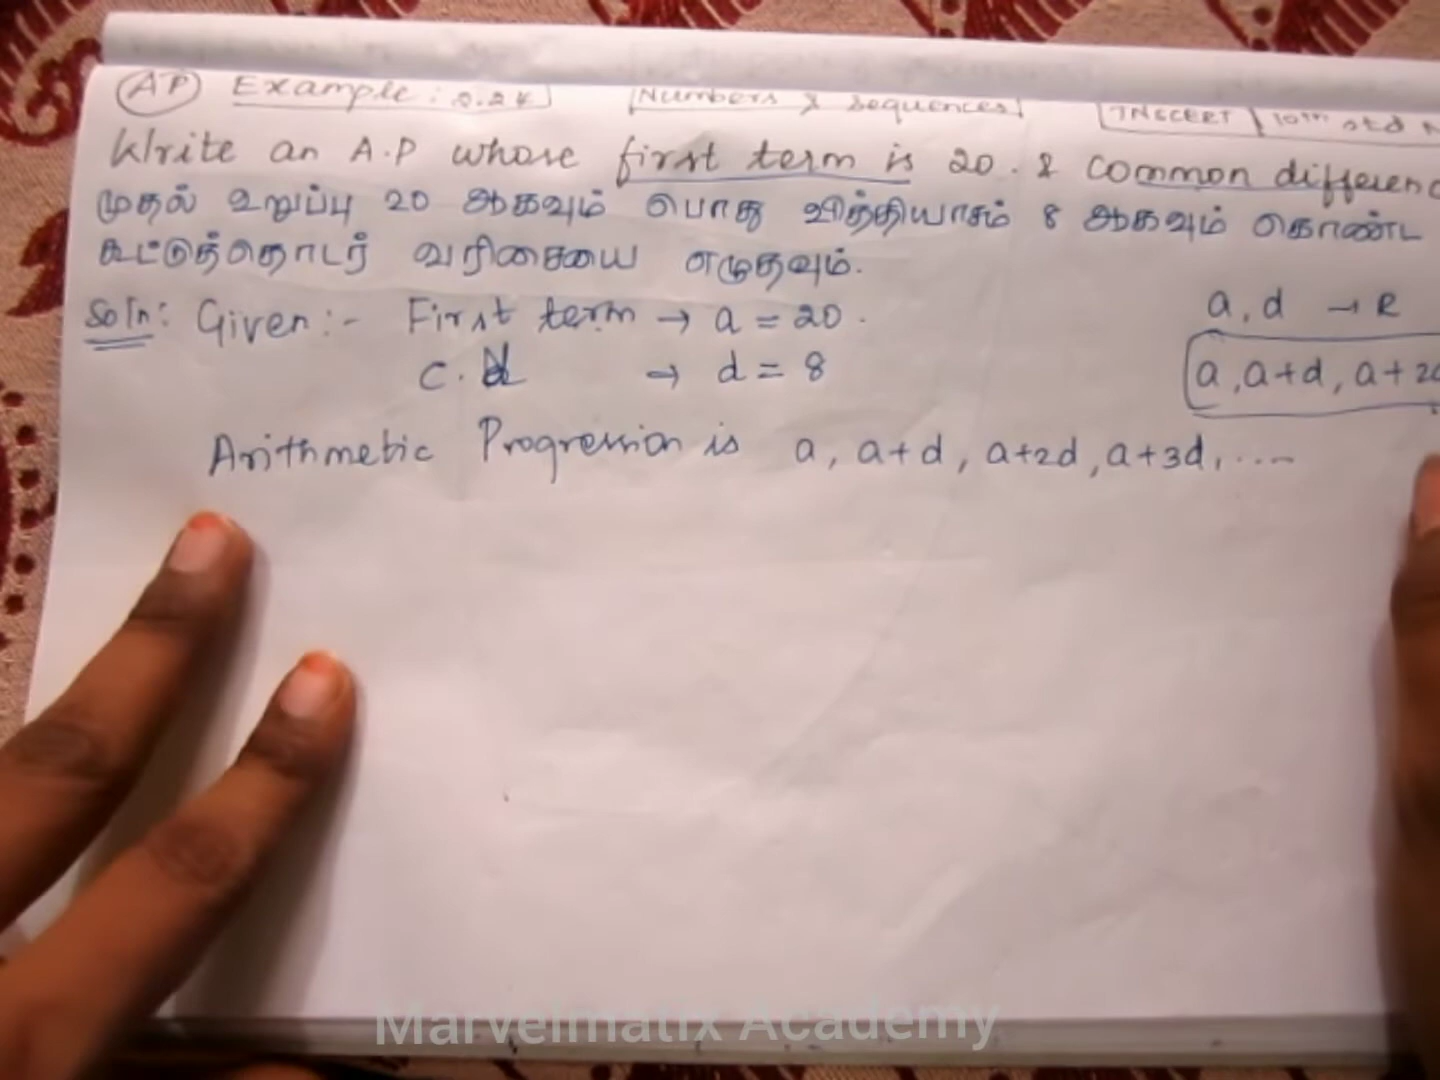 AP Example: 2.24 Numbers & Sequences TNSCERT 10th std
Write an A.P whose first term is 20 & common differenc
முதல் உறுப்பு 20 ஆகவும் பொது வித்தியாசம் 8 ஆகவும் கொண்ட
கூட்டுத்தொடர் வரிசையை எழுதவும்.
Soln: Given:- First term → a = 20.
C.d → d = 8
a, d → R
a, a+d, a+2d
Arithmetic Progression is a, a+d, a+2d, a+3d, ....
Marvelmatix Academy